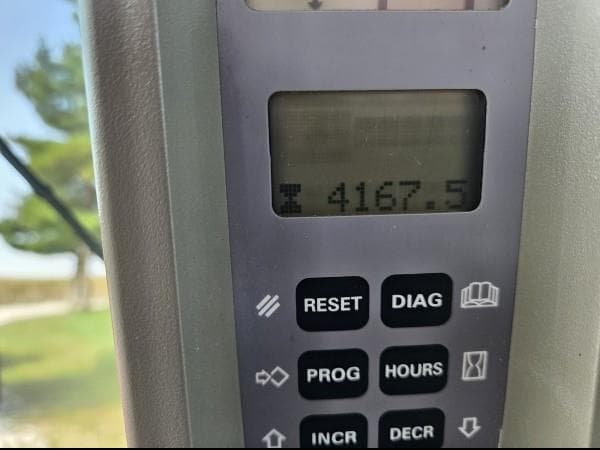 4167.5
RESET DIAG
PROG HOURS
INCR DECR